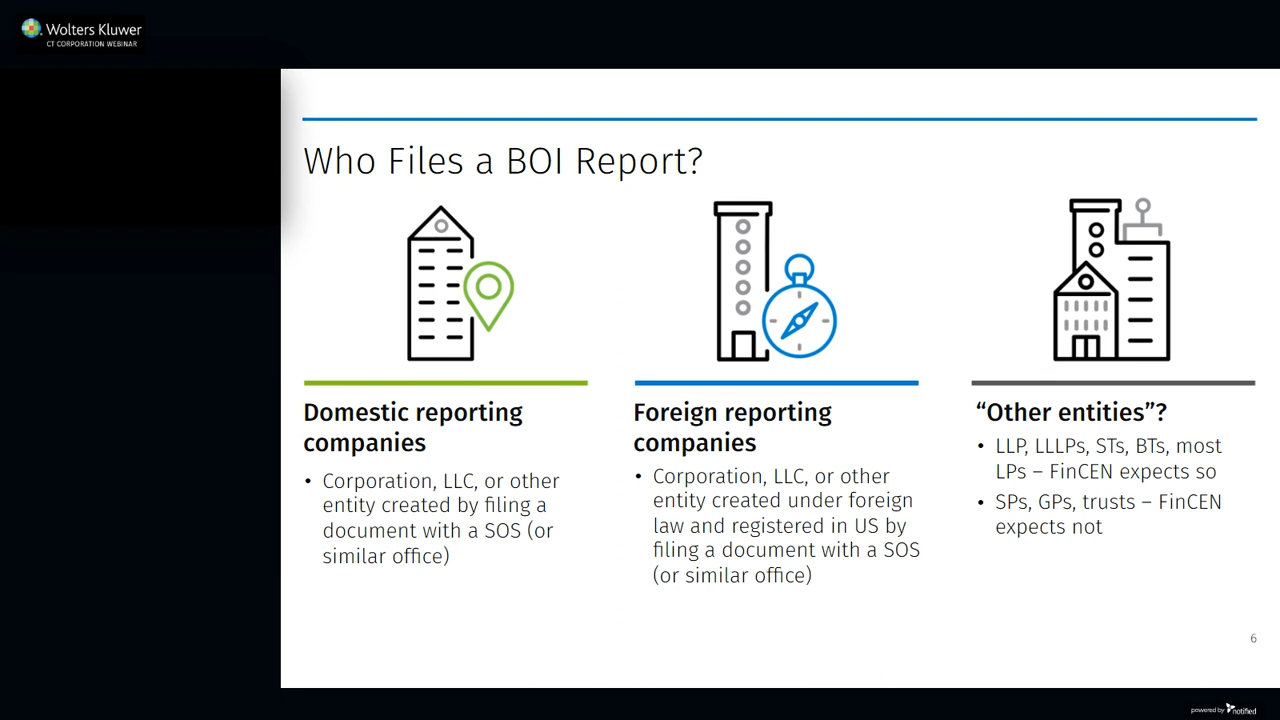 Wolters Kluwer
CT CORPORATION WEBINAR
Who Files a BOI Report?
Domestic reporting
companies
• Corporation, LLC, or other
entity created by filing a
document with a SOS (or
similar office)
Foreign reporting
companies
• Corporation, LLC, or other
entity created under foreign
law and registered in US by
filing a document with a SOS
(or similar office)
“Other entities”?
• LLP, LLLPs, STs, BTs, most
LPs – FinCEN expects so
• SPs, GPs, trusts – FinCEN
expects not
6
powered by notified